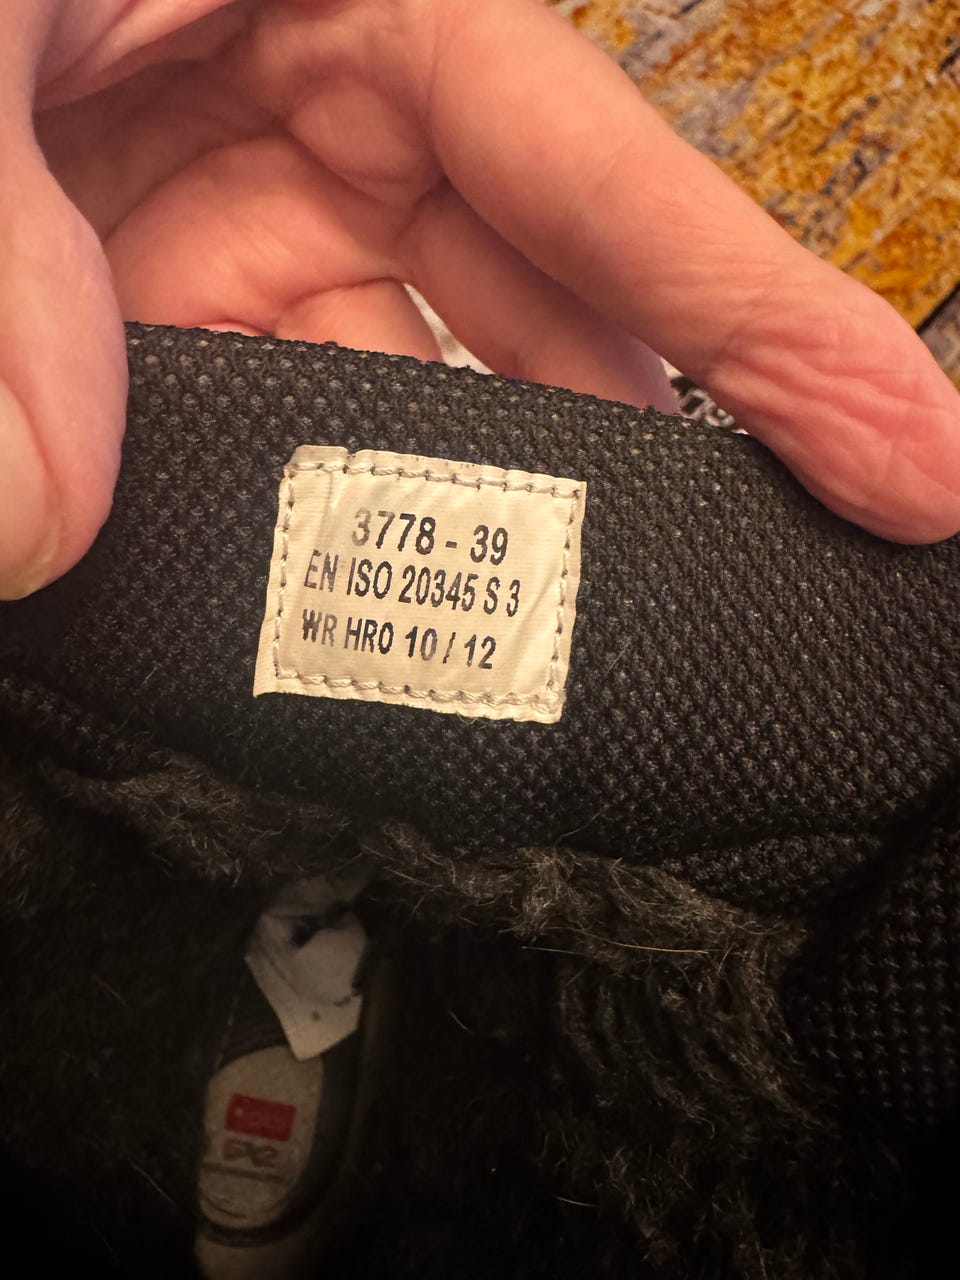 3778 - 39
EN ISO 20345 S 3
WR HRO 10 / 12